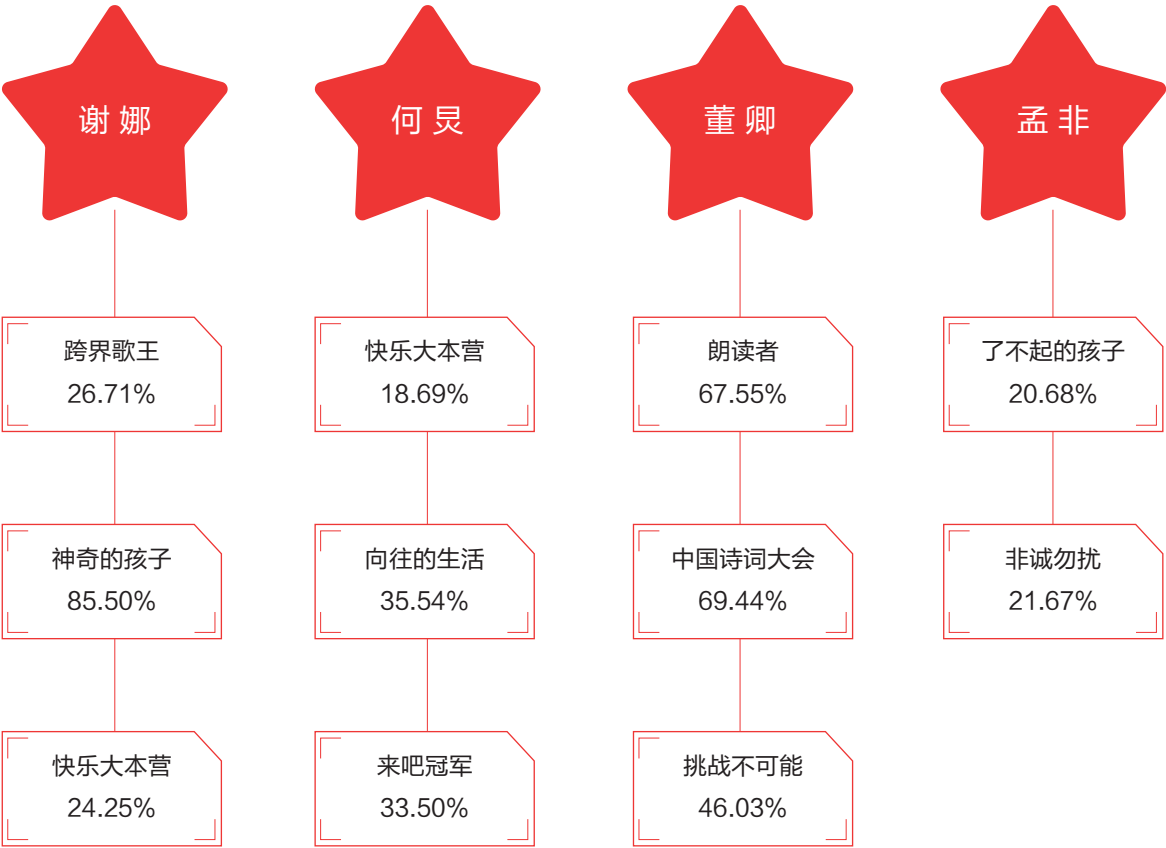 谢娜
何炅
董卿
孟非
跨界歌王
26.71%
快乐大本营
18.69%
朗读者
67.55%
了不起的孩子
20.68%
神奇的孩子
85.50%
向往的生活
35.54%
中国诗词大会
69.44%
非诚勿扰
21.67%
快乐大本营
24.25%
来吧冠军
33.50%
挑战不可能
46.03%